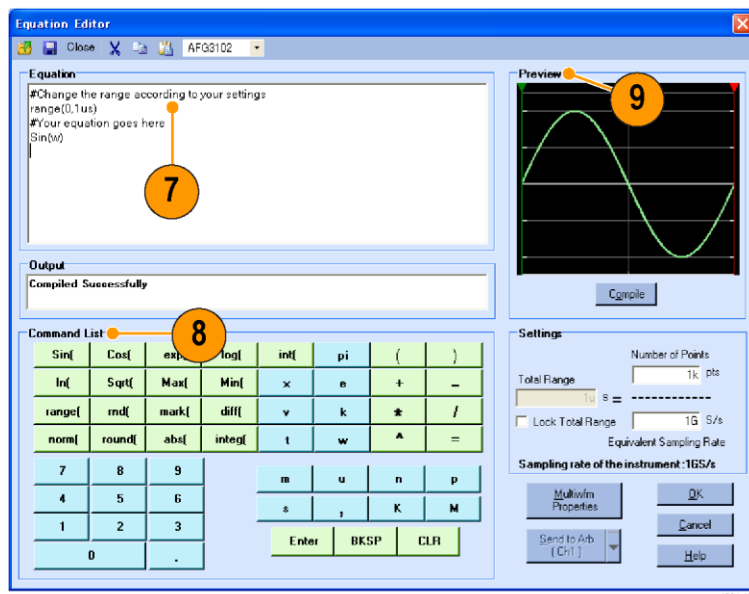 Equation Editor
Close AFG3102
Equation
#Change the range according to your settings
range(0,1us)
#Your equation goes here
Sin(w)
7
Output
Compiled Successfully
Preview
9
Compile
Command List
8
Sin( Cos( log( int( pi ( )
ln( Sqrt( Max( Min( x e + -
range( rnd( mark( diff( v k * /
norm( round( abs( integ( t w ^ =
7 8 9
4 5 6
1 2 3
0 .
m u n p
s , K M
Enter BKSP CLR
Settings
Number of Points
Total Range 1k pts
1u s = ------------
Lock Total Range 1G S/s
Equivalent Sampling Rate
Sampling rate of the instrument:1GS/s
Multiwfm Properties
OK
Cancel
Send to Arb (Ch1)
Help